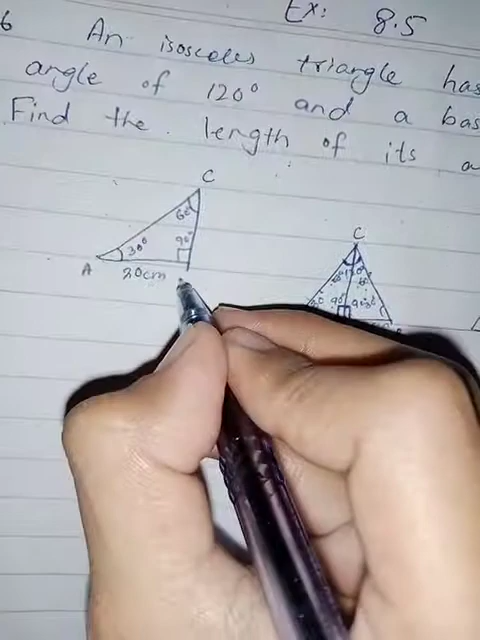 Ex: 8.5
6 An isosceles triangle has
angle of 120° and a bas
Find the length of its a
C
60°
90°
30°
A
20cm
C
90°